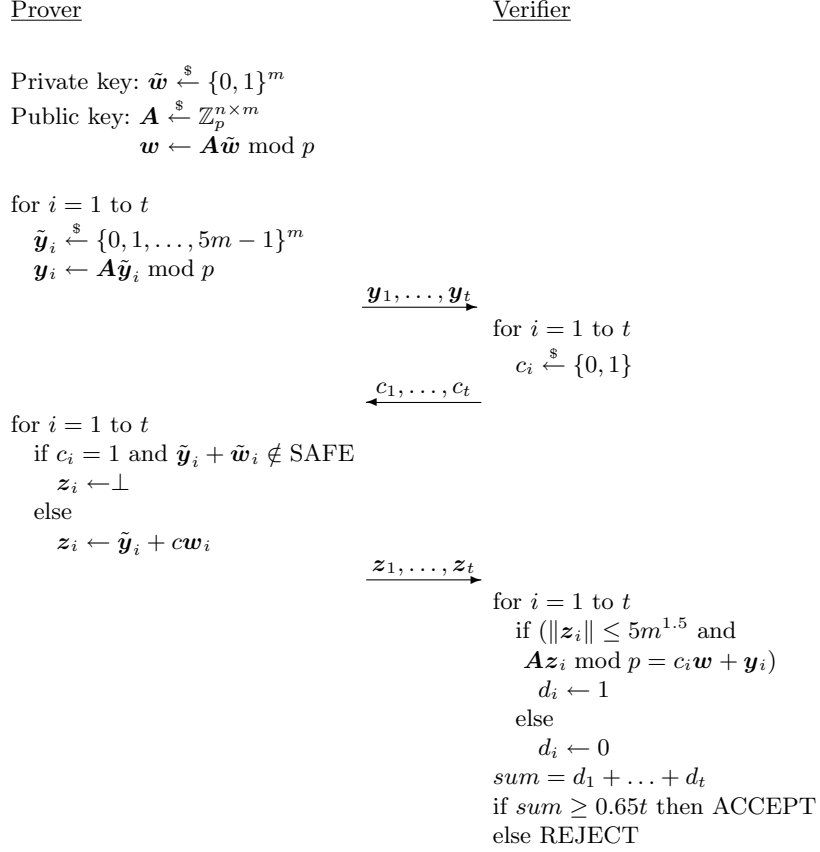 Prover
Verifier
Private key: w̃ ←$ {0, 1}^m
Public key: A ←$ ℤ_p^{n×m}
w ← Aw̃ mod p
for i = 1 to t
ỹ_i ←$ {0, 1, . . . , 5m − 1}^m
y_i ← Aỹ_i mod p
y_1, . . . , y_t
for i = 1 to t
c_i ←$ {0, 1}
c_1, . . . , c_t
for i = 1 to t
if c_i = 1 and ỹ_i + w̃_i ∉ SAFE
z_i ←⊥
else
z_i ← ỹ_i + cw_i
z_1, . . . , z_t
for i = 1 to t
if (‖z_i‖ ≤ 5m^{1.5} and
Az_i mod p = c_iw + y_i)
d_i ← 1
else
d_i ← 0
sum = d_1 + . . . + d_t
if sum ≥ 0.65t then ACCEPT
else REJECT